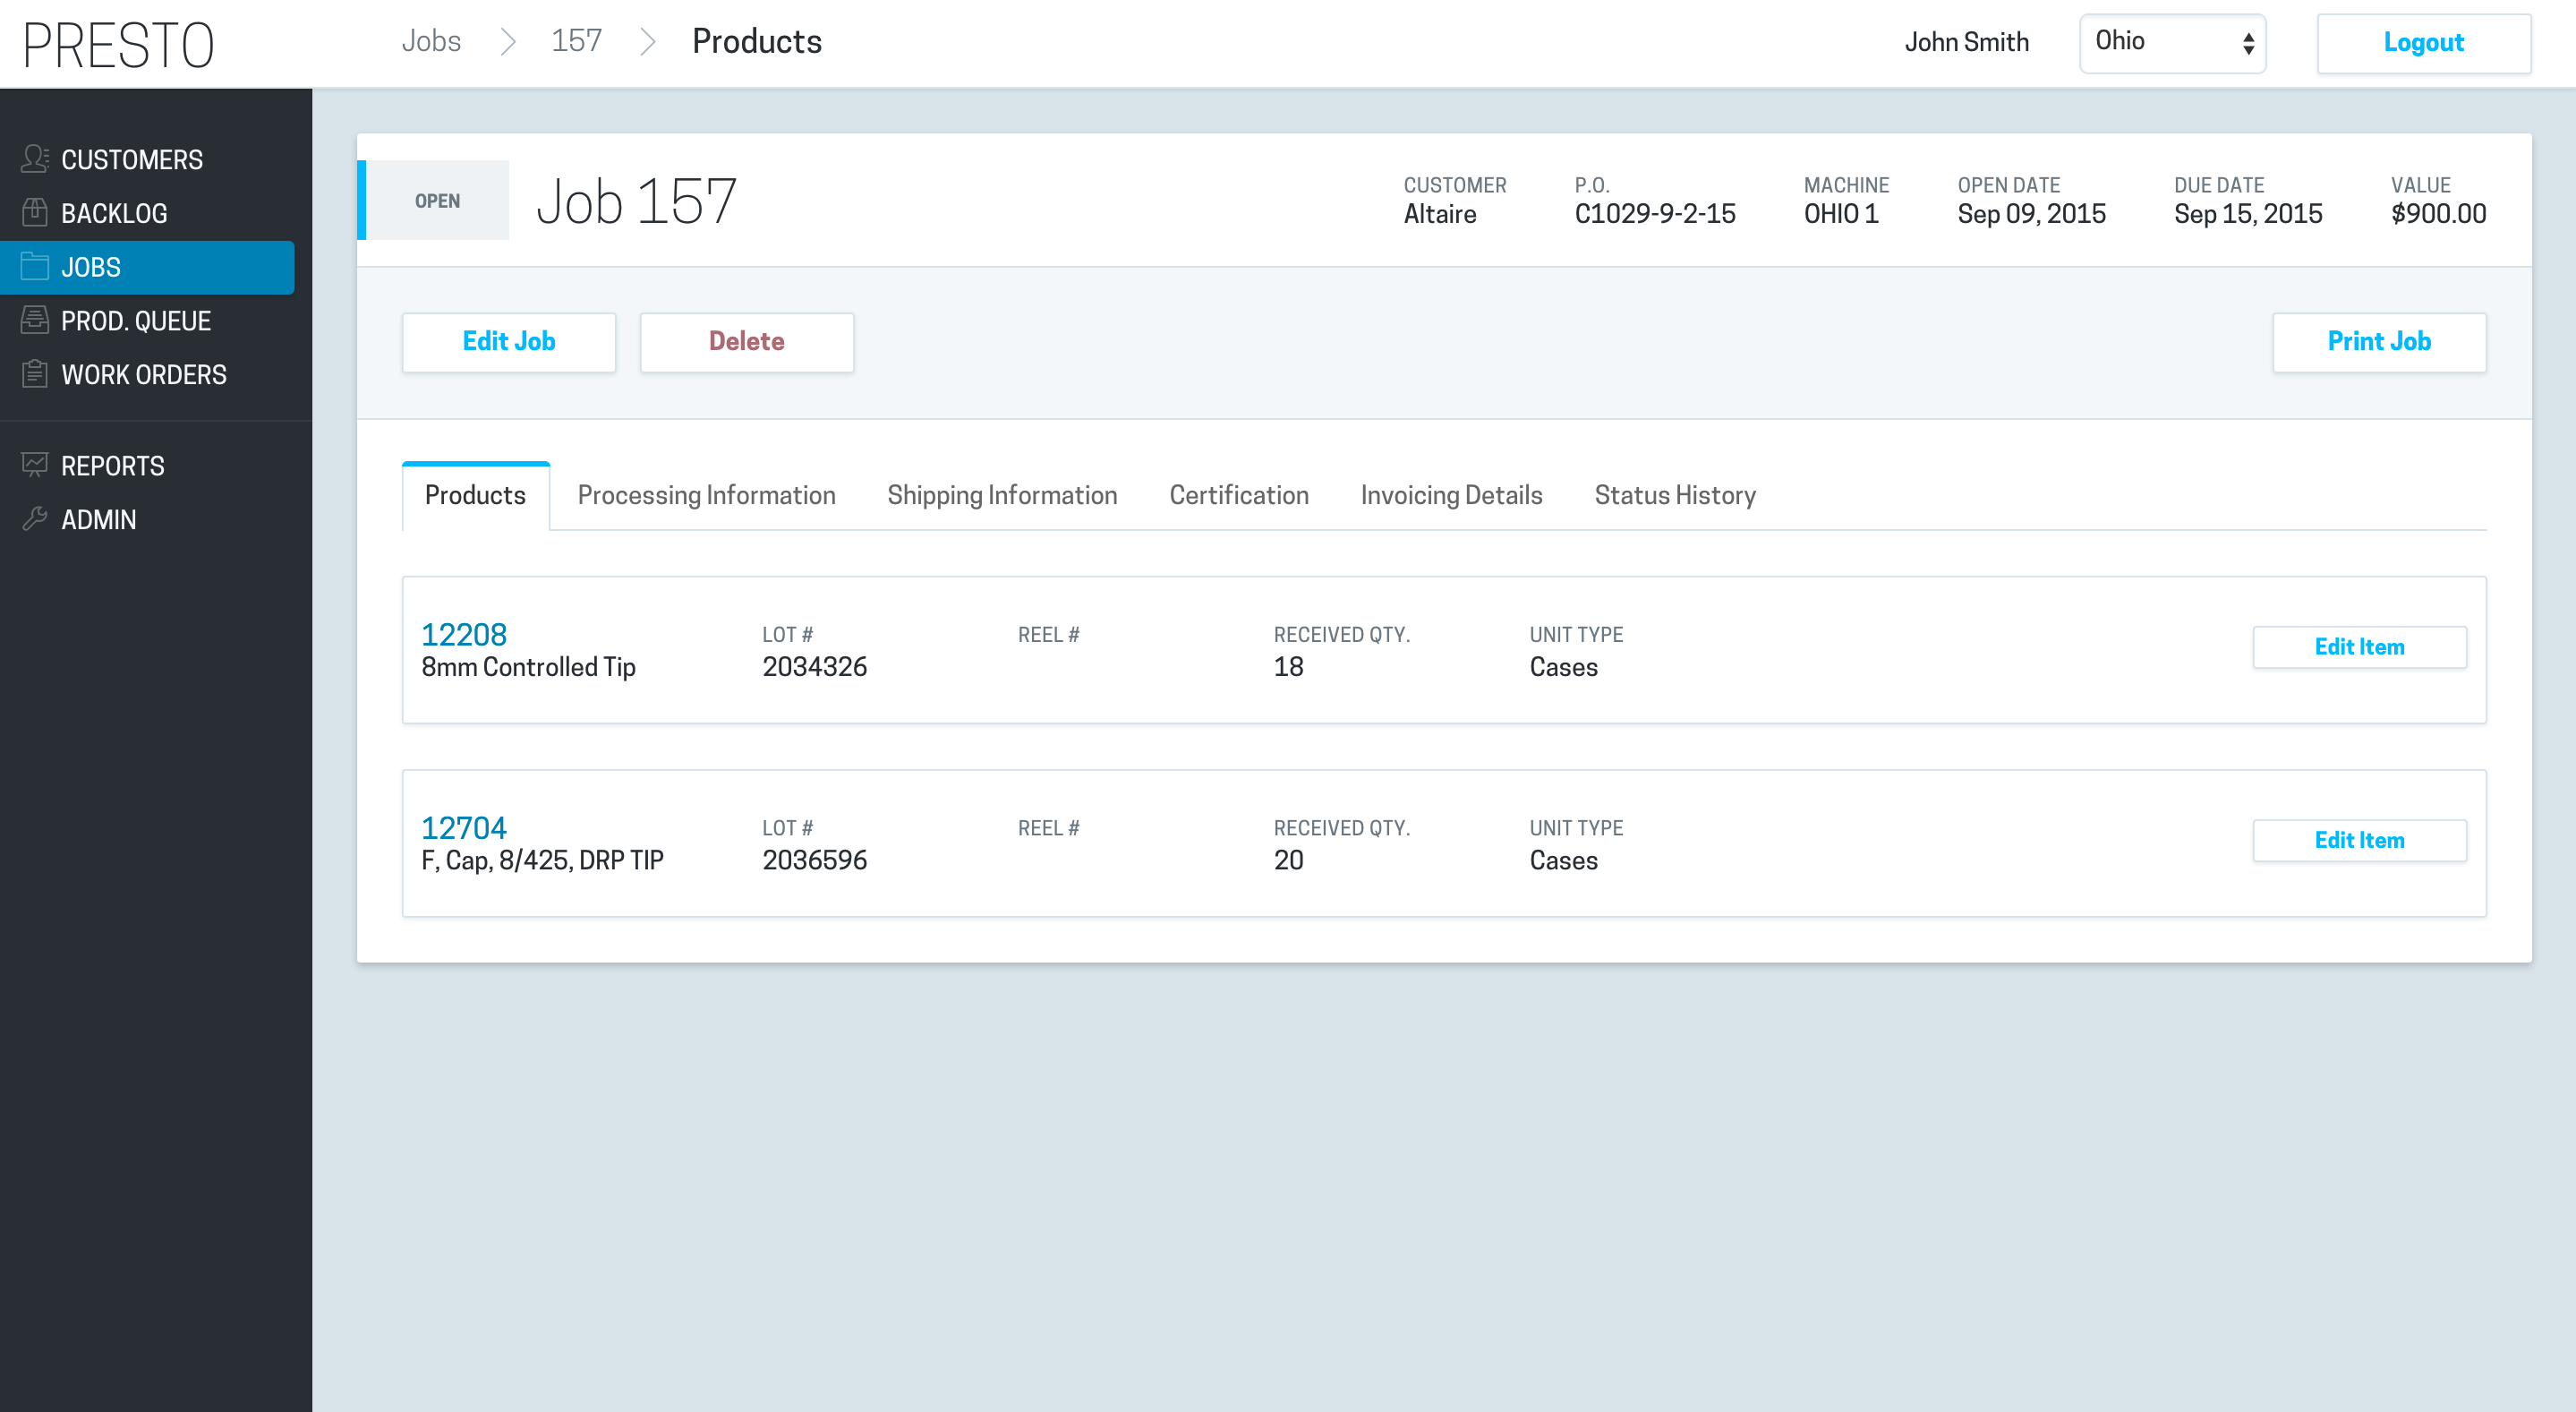 PRESTO
Jobs 157 Products
John Smith Ohio Logout
CUSTOMERS
BACKLOG
JOBS
PROD. QUEUE
WORK ORDERS
REPORTS
ADMIN
OPEN Job 157
CUSTOMER P.O. MACHINE OPEN DATE DUE DATE VALUE
Altaire C1029-9-2-15 OHIO 1 Sep 09, 2015 Sep 15, 2015 $900.00
Edit Job Delete Print Job
Products Processing Information Shipping Information Certification Invoicing Details Status History
12208 LOT # REEL # RECEIVED QTY. UNIT TYPE Edit Item
8mm Controlled Tip 2034326 18 Cases
12704 LOT # REEL # RECEIVED QTY. UNIT TYPE Edit Item
F, Cap, 8/425, DRP TIP 2036596 20 Cases